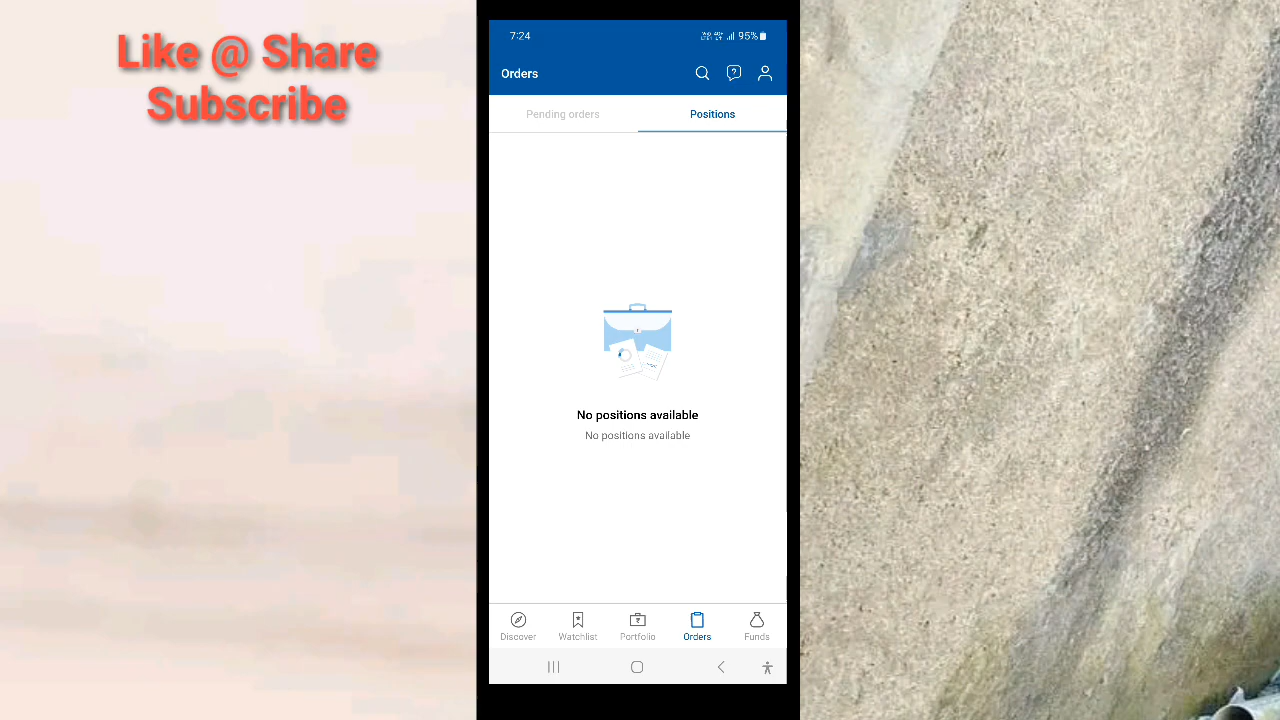 Like @ Share
Subscribe
7:24
95%
Orders
Pending orders
Positions
No positions available
No positions available
Discover
Watchlist
Portfolio
Orders
Funds